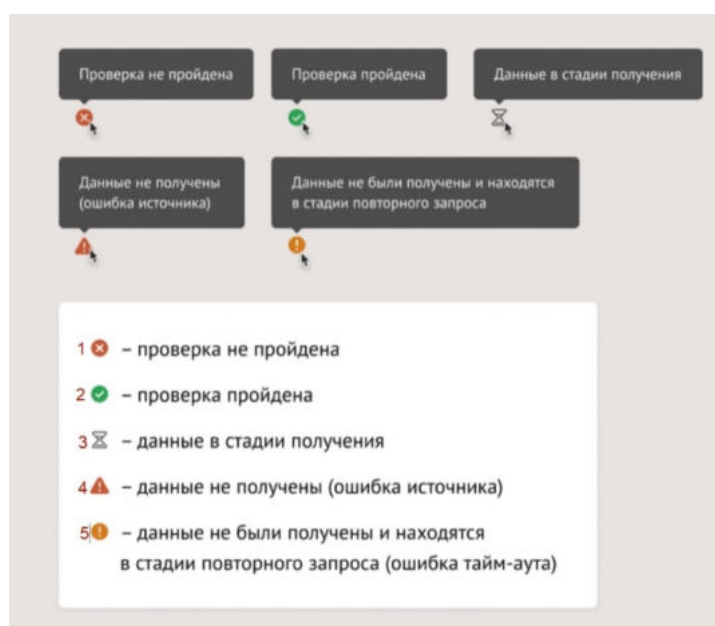 Проверка не пройдена
Проверка пройдена
Данные в стадии получения
Данные не получены
(ошибка источника)
Данные не были получены и находятся
в стадии повторного запроса
1 – проверка не пройдена
2 – проверка пройдена
3 – данные в стадии получения
4 – данные не получены (ошибка источника)
5 – данные не были получены и находятся
в стадии повторного запроса (ошибка тайм-аута)